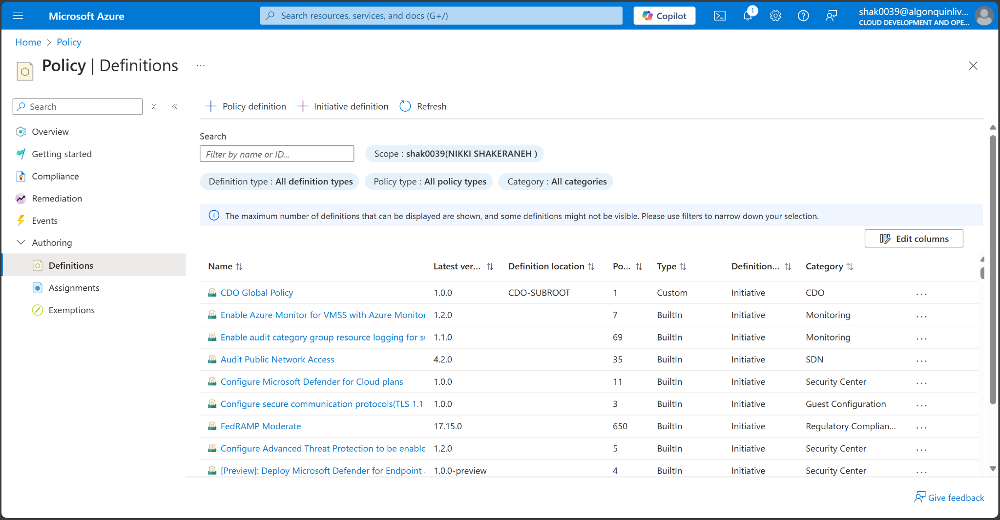 Microsoft Azure
Search resources, services, and docs (G+/)
Copilot
1
shak0039@algonquinliv...
CLOUD DEVELOPMENT AND OPE...
Home > Policy
Policy | Definitions ...
Search
Overview
Getting started
Compliance
Remediation
Events
Authoring
Definitions
Assignments
Exemptions
Policy definition
Initiative definition
Refresh
Search
Filter by name or ID...
Scope : shak0039(NIKKI SHAKERANEH )
Definition type : All definition types
Policy type : All policy types
Category : All categories
The maximum number of definitions that can be displayed are shown, and some definitions might not be visible. Please use filters to narrow down your selection.
Edit columns
Name Latest ver... Definition location Po... Type Definition... Category
CDO Global Policy 1.0.0 CDO-SUBROOT 1 Custom Initiative CDO ...
Enable Azure Monitor for VMSS with Azure Monitor 1.2.0 7 BuiltIn Initiative Monitoring ...
Enable audit category group resource logging for su 1.1.0 69 BuiltIn Initiative Monitoring ...
Audit Public Network Access 4.2.0 35 BuiltIn Initiative SDN ...
Configure Microsoft Defender for Cloud plans 1.0.0 11 BuiltIn Initiative Security Center ...
Configure secure communication protocols(TLS 1.1 1.0.0 3 BuiltIn Initiative Guest Configuration ...
FedRAMP Moderate 17.15.0 650 BuiltIn Initiative Regulatory Complian... ...
Configure Advanced Threat Protection to be enable 1.2.0 5 BuiltIn Initiative Security Center ...
[Preview]: Deploy Microsoft Defender for Endpoint 1.0.0-preview 4 BuiltIn Initiative Security Center ...
Give feedback